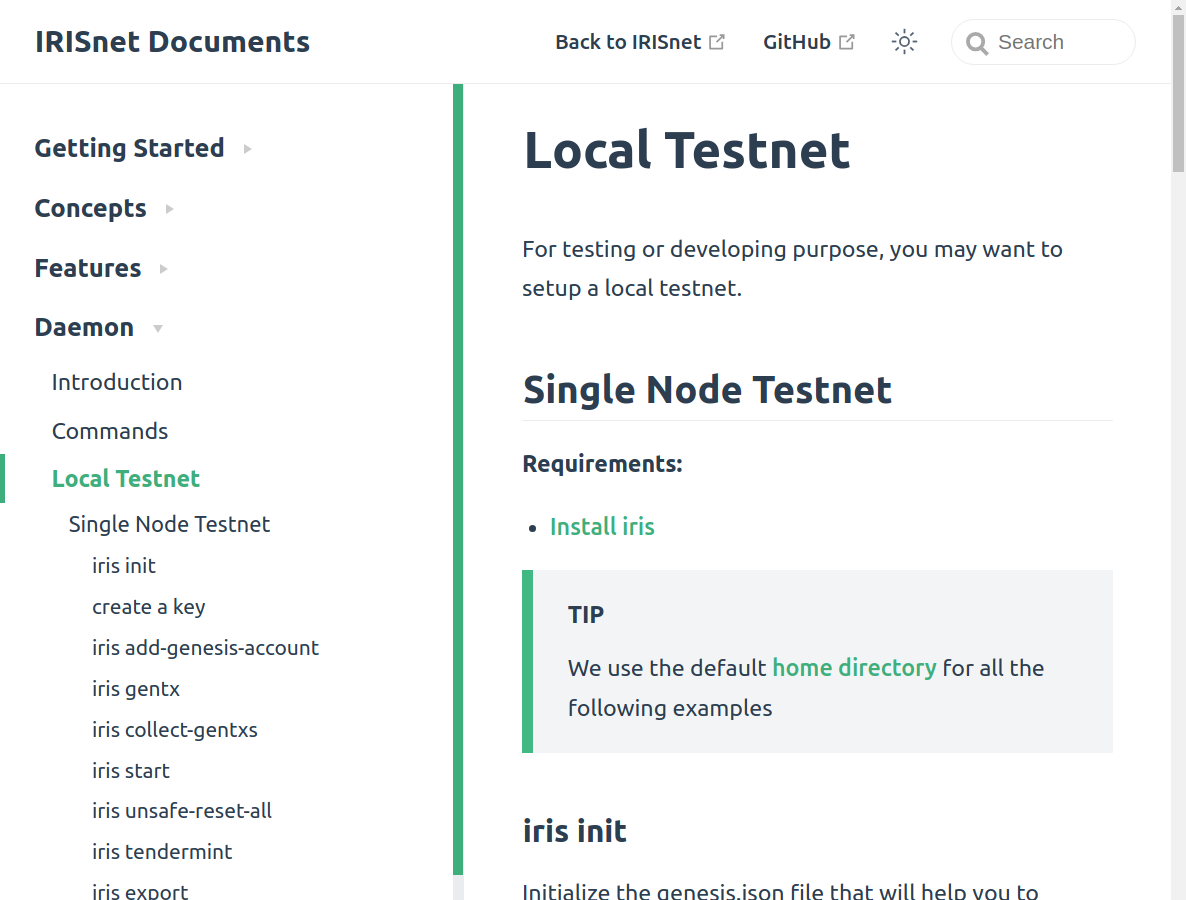 IRISnet Documents
Back to IRISnet
GitHub
Search
Getting Started
Concepts
Features
Daemon
Introduction
Commands
Local Testnet
Single Node Testnet
iris init
create a key
iris add-genesis-account
iris gentx
iris collect-gentxs
iris start
iris unsafe-reset-all
iris tendermint
iris export
Local Testnet
For testing or developing purpose, you may want to
setup a local testnet.
Single Node Testnet
Requirements:
Install iris
TIP
We use the default home directory for all the
following examples
iris init
Initialize the genesis.json file that will help you to